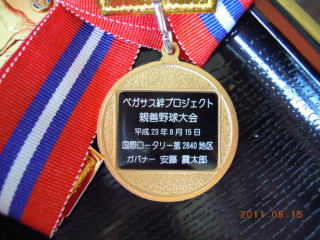 ペガサス絆プロジェクト
親善野球大会
平成23年8月15日
国際ロータリー第2840地区
ガバナー 安藤 震太郎
2011.08.15